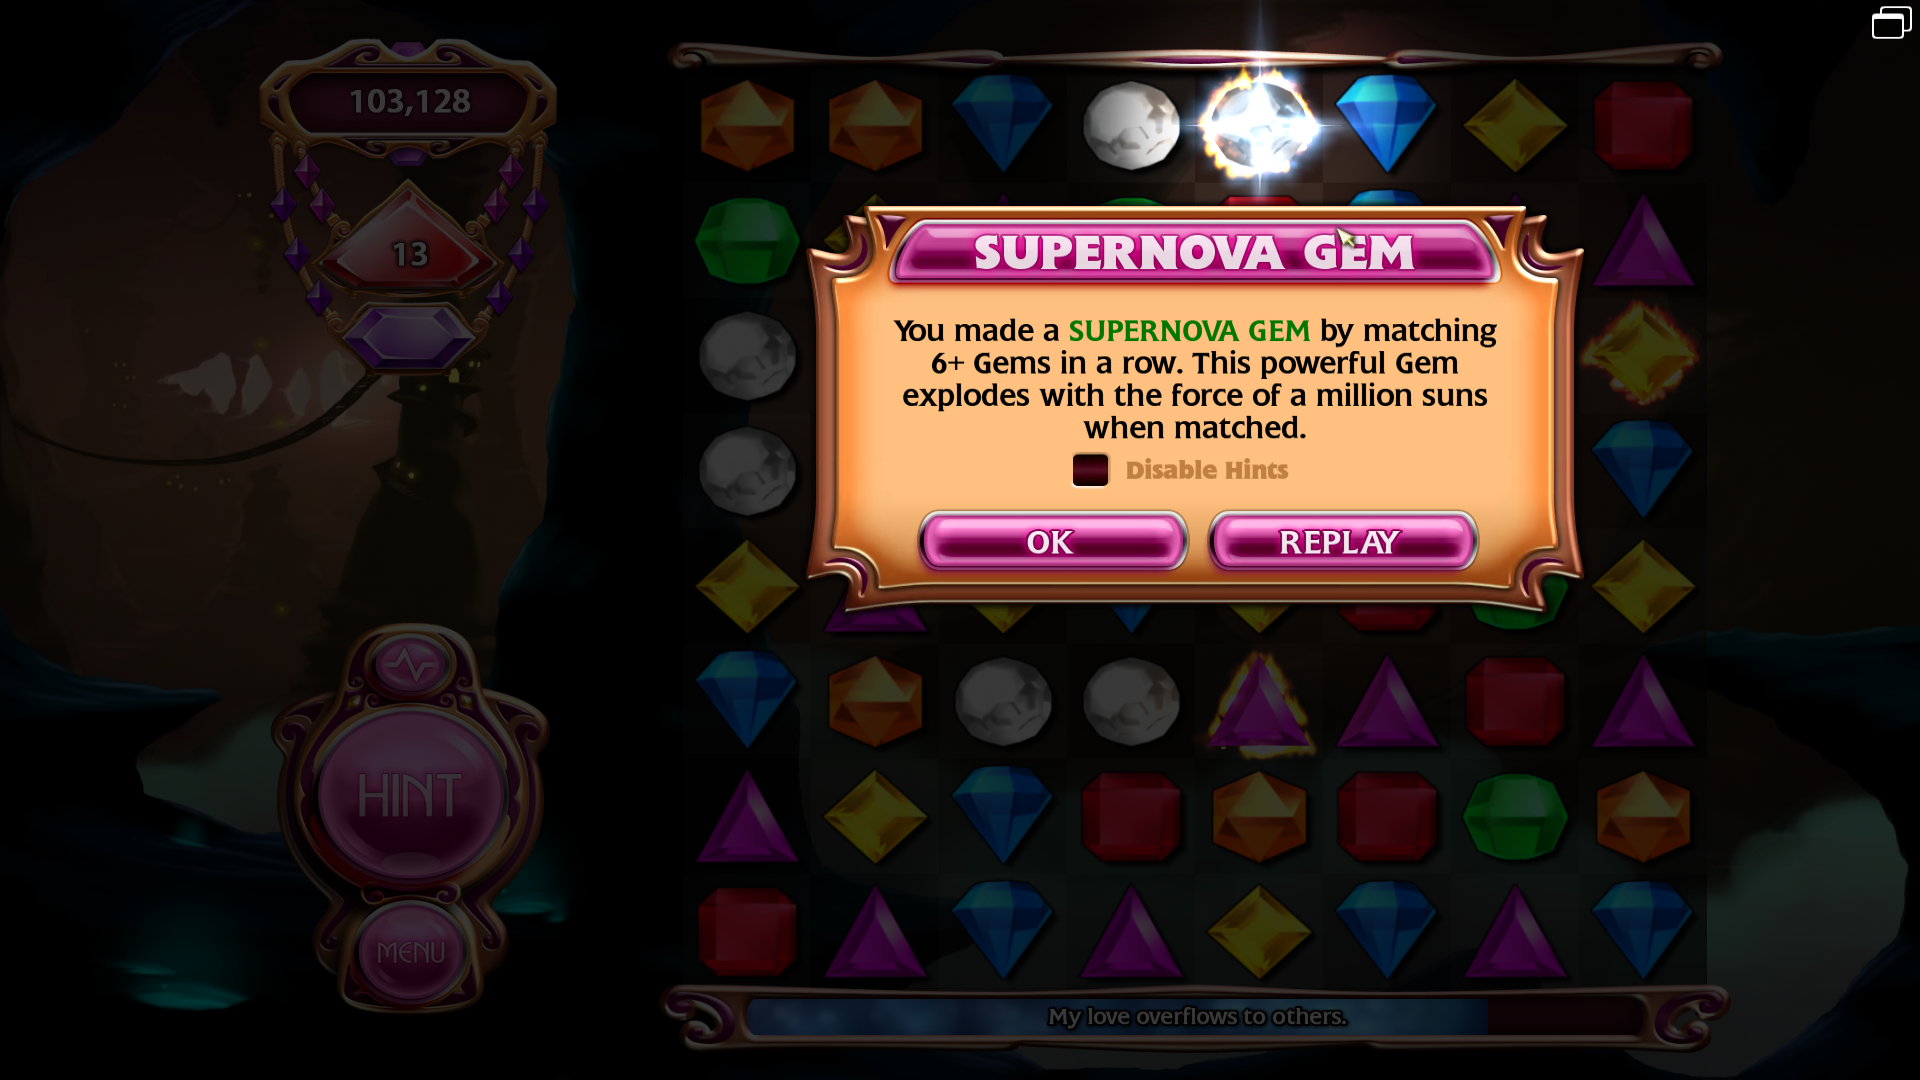 103,128
13
SUPERNOVA GEM
You made a SUPERNOVA GEM by matching
6+ Gems in a row. This powerful Gem
explodes with the force of a million suns
when matched.
Disable Hints
OK
REPLAY
HINT
MENU
My love overflows to others.